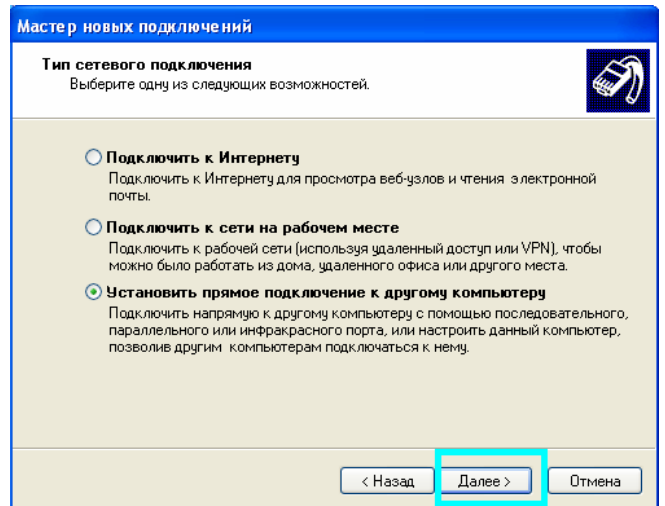 Мастер новых подключений
Тип сетевого подключения
Выберите одну из следующих возможностей.
Подключить к Интернету
Подключить к Интернету для просмотра веб-узлов и чтения электронной
почты.
Подключить к сети на рабочем месте
Подключить к рабочей сети (используя удаленный доступ или VPN), чтобы
можно было работать из дома, удаленного офиса или другого места.
Установить прямое подключение к другому компьютеру
Подключить напрямую к другому компьютеру с помощью последовательного,
параллельного или инфракрасного порта, или настроить данный компьютер,
позволив другим компьютерам подключаться к нему.
< Назад Далее > Отмена